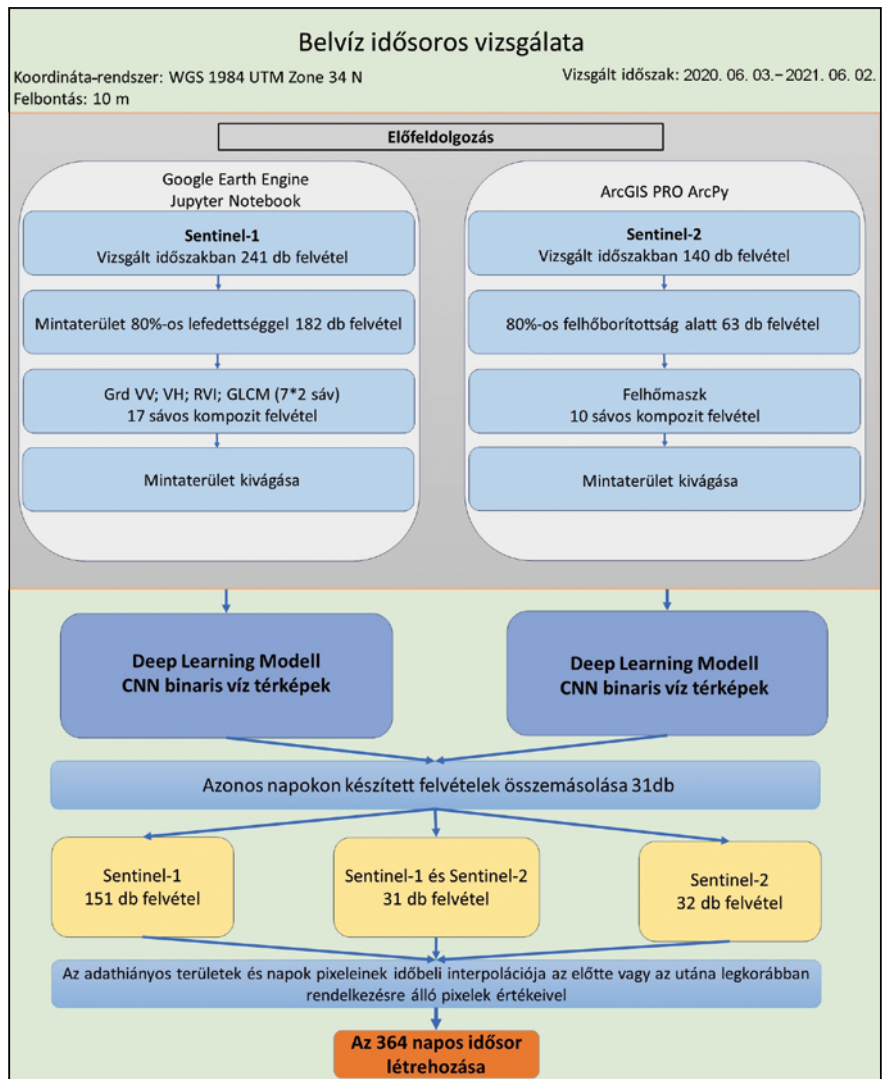 Belvíz idősoros vizsgálata
Koordináta-rendszer: WGS 1984 UTM Zone 34 N
Felbontás: 10 m
Vizsgált időszak: 2020. 06. 03.– 2021. 06. 02.
Előfeldolgozás
Google Earth Engine
Jupyter Notebook
Sentinel-1
Vizsgált időszakban 241 db felvétel
Mintaterület 80%-os lefedettséggel 182 db felvétel
Grd VV; VH; RVI; GLCM (7*2 sáv)
17 sávos kompozit felvétel
Mintaterület kivágása
ArcGIS PRO ArcPy
Sentinel-2
Vizsgált időszakban 140 db felvétel
80%-os felhőborítottság alatt 63 db felvétel
Felhőmaszk
10 sávos kompozit felvétel
Mintaterület kivágása
Deep Learning Modell
CNN binaris víz térképek
Deep Learning Modell
CNN binaris víz térképek
Azonos napokon készített felvételek összemásolása 31db
Sentinel-1
151 db felvétel
Sentinel-1 és Sentinel-2
31 db felvétel
Sentinel-2
32 db felvétel
Az adathiányos területek és napok pixeleinek időbeli interpolációja az előtte vagy az utána legkorábban
rendelkezésre álló pixelek értékeivel
Az 364 napos idősor
létrehozása